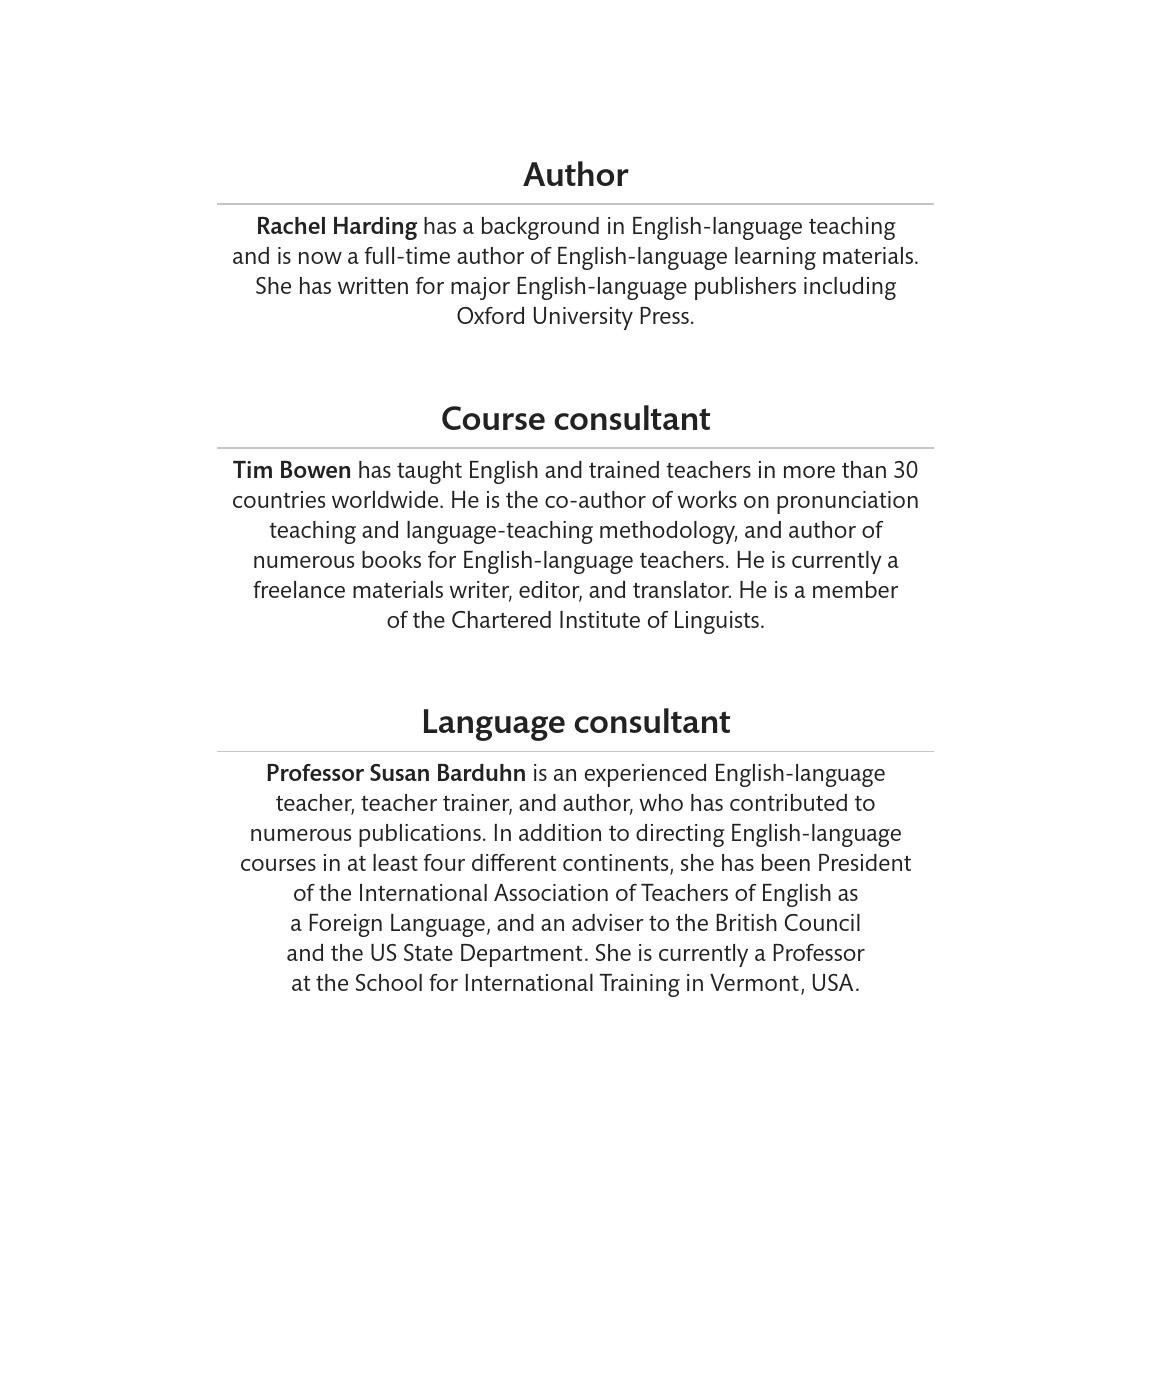 Author
Rachel Harding has a background in English-language teaching
and is now a full-time author of English-language learning materials.
She has written for major English-language publishers including
Oxford University Press.
Course consultant
Tim Bowen has taught English and trained teachers in more than 30
countries worldwide. He is the co-author of works on pronunciation
teaching and language-teaching methodology, and author of
numerous books for English-language teachers. He is currently a
freelance materials writer, editor, and translator. He is a member
of the Chartered Institute of Linguists.
Language consultant
Professor Susan Barduhn is an experienced English-language
teacher, teacher trainer, and author, who has contributed to
numerous publications. In addition to directing English-language
courses in at least four different continents, she has been President
of the International Association of Teachers of English as
a Foreign Language, and an adviser to the British Council
and the US State Department. She is currently a Professor
at the School for International Training in Vermont, USA.